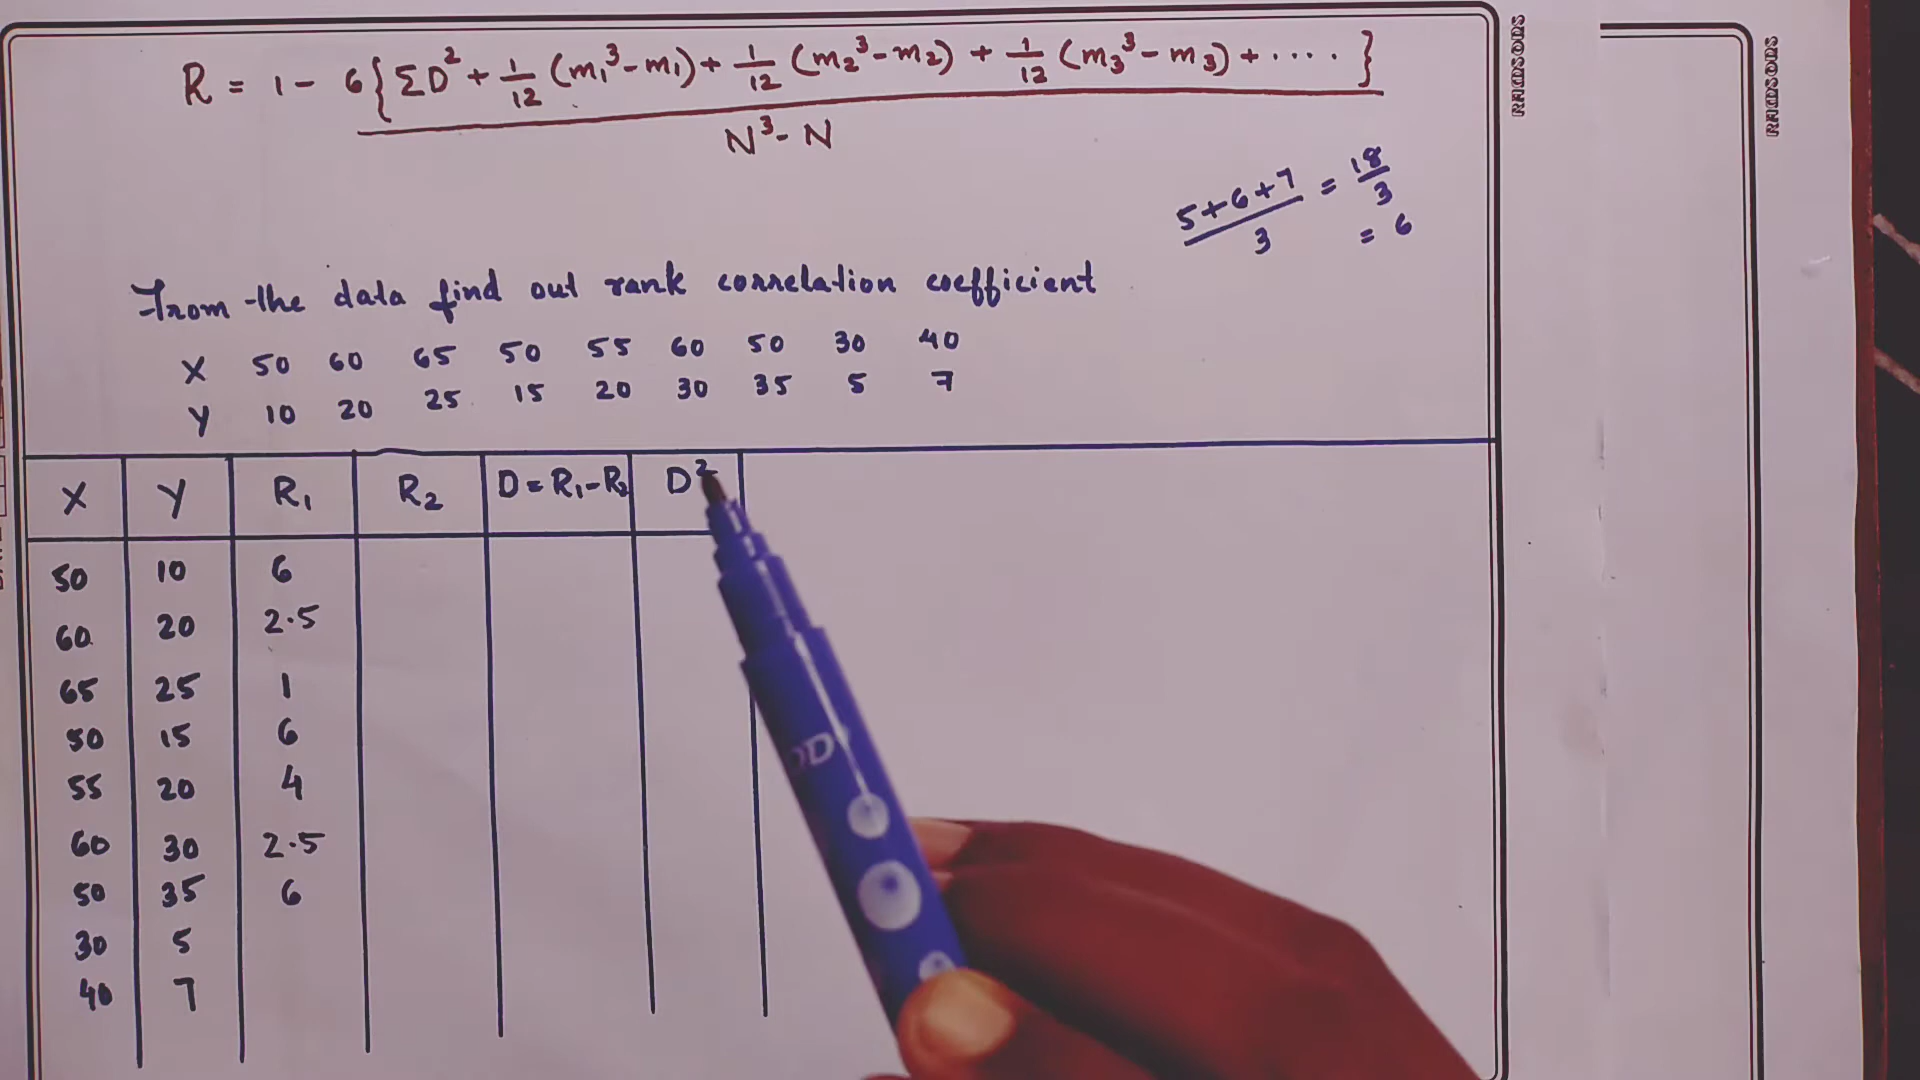 R = 1 - 6{ΣD² + 1/12 (m₁³ - m₁) + 1/12 (m₂³ - m₂) + 1/12 (m₃³ - m₃) + ....}
N³ - N
5+6+7/3 = 18/3
= 6
From the data find out rank correlation coefficient
X 50 60 65 50 55 60 50 30 40
Y 10 20 25 15 20 30 35 5 7
X Y R₁ R₂ D = R₁ - R₂ D²
50 10 6
60 20 2.5
65 25 1
50 15 6
55 20 4
60 30 2.5
50 35 6
30 5
40 7